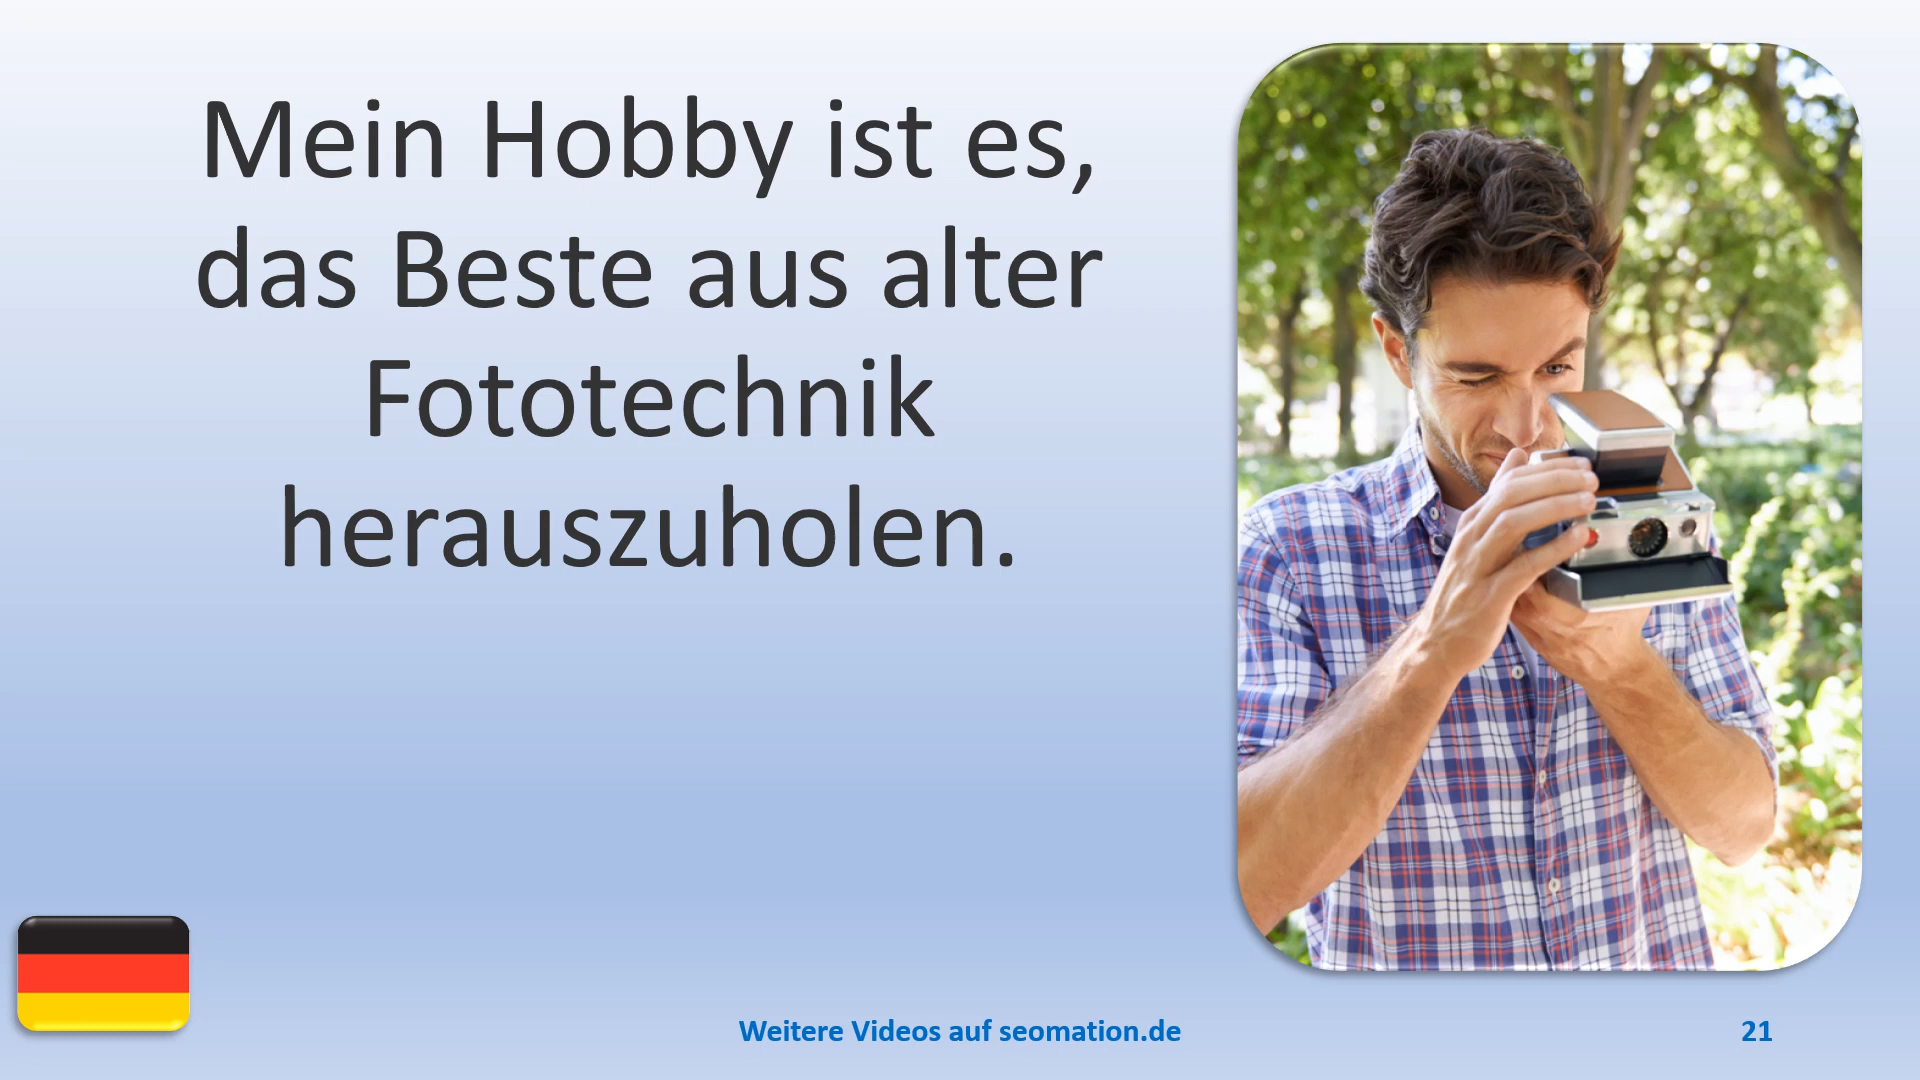 Mein Hobby ist es,
das Beste aus alter
Fototechnik
herauszuholen.
Weitere Videos auf seomation.de
21